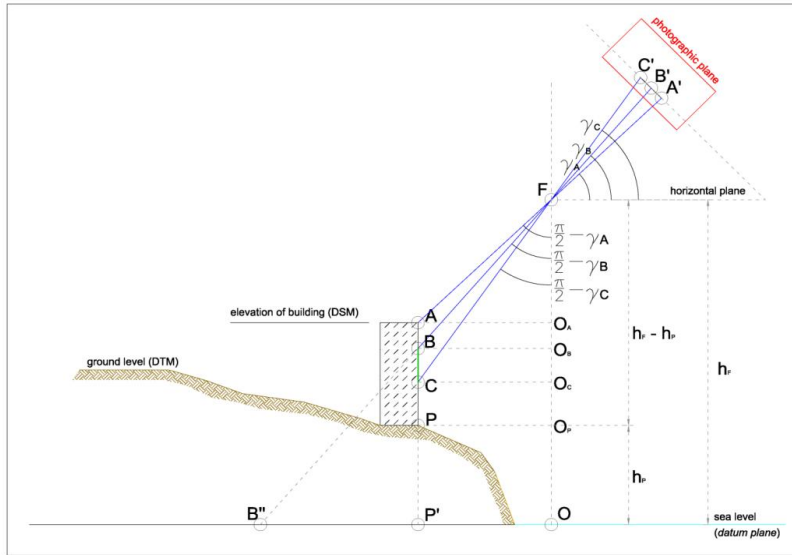 photographic plane
C'
B'
A'
γC
γB
γA
F
horizontal plane
π/2 - γA
π/2 - γB
π/2 - γC
elevation of building (DSM)
A
OA
B
OB
hF - hP
hF
ground level (DTM)
C
OC
P
OP
hP
B"
P'
O
sea level
(datum plane)